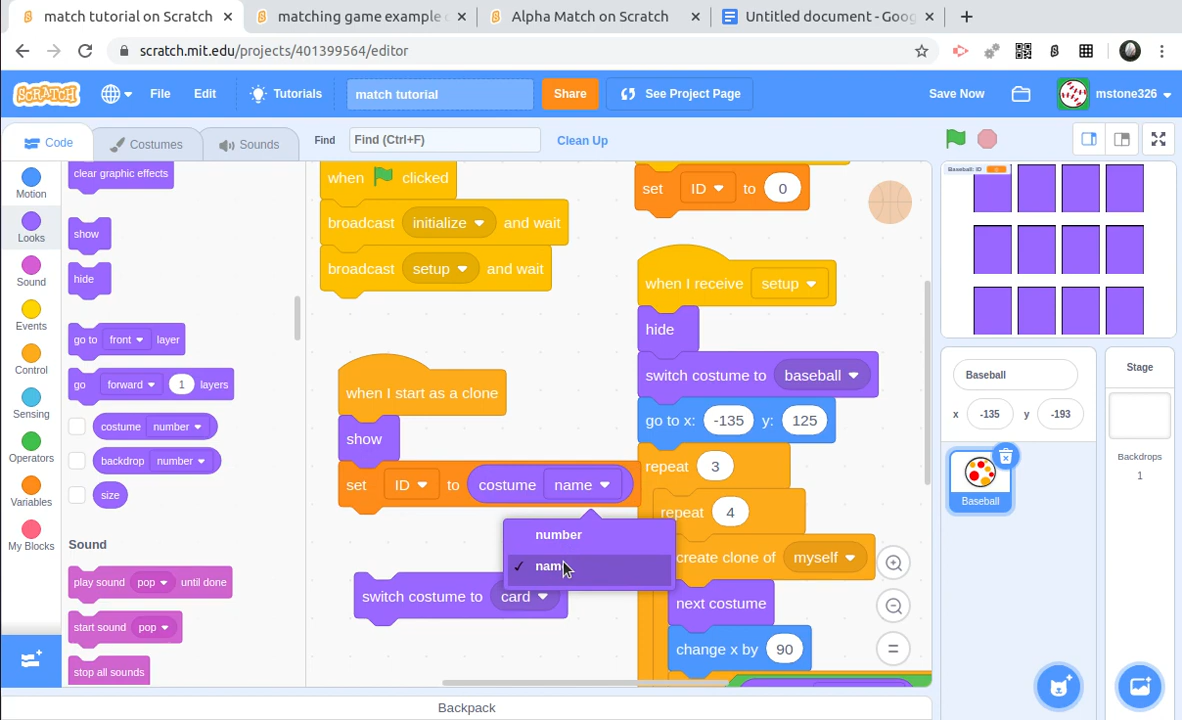 match tutorial on Scratch
matching game example
Alpha Match on Scratch
Untitled document - Goog
scratch.mit.edu/projects/401399564/editor
SCRATCH
File
Edit
Tutorials
match tutorial
Share
See Project Page
Save Now
mstone326
Code
Costumes
Sounds
Find
Find (Ctrl+F)
Clean Up
Motion
Looks
Sound
Events
Control
Sensing
Operators
Variables
My Blocks
clear graphic effects
show
hide
go to front layer
go forward 1 layers
costume number
backdrop number
size
Sound
play sound pop until done
start sound pop
stop all sounds
when clicked
broadcast initialize and wait
broadcast setup and wait
when I start as a clone
show
set ID to costume name
number
✓ name
switch costume to card
set ID to 0
when I receive setup
hide
switch costume to baseball
go to x: -135 y: 125
repeat 3
repeat 4
create clone of myself
next costume
change x by 90
Baseball: ID
Baseball
x -135 y -193
Baseball
Stage
Backdrops
1
Backpack